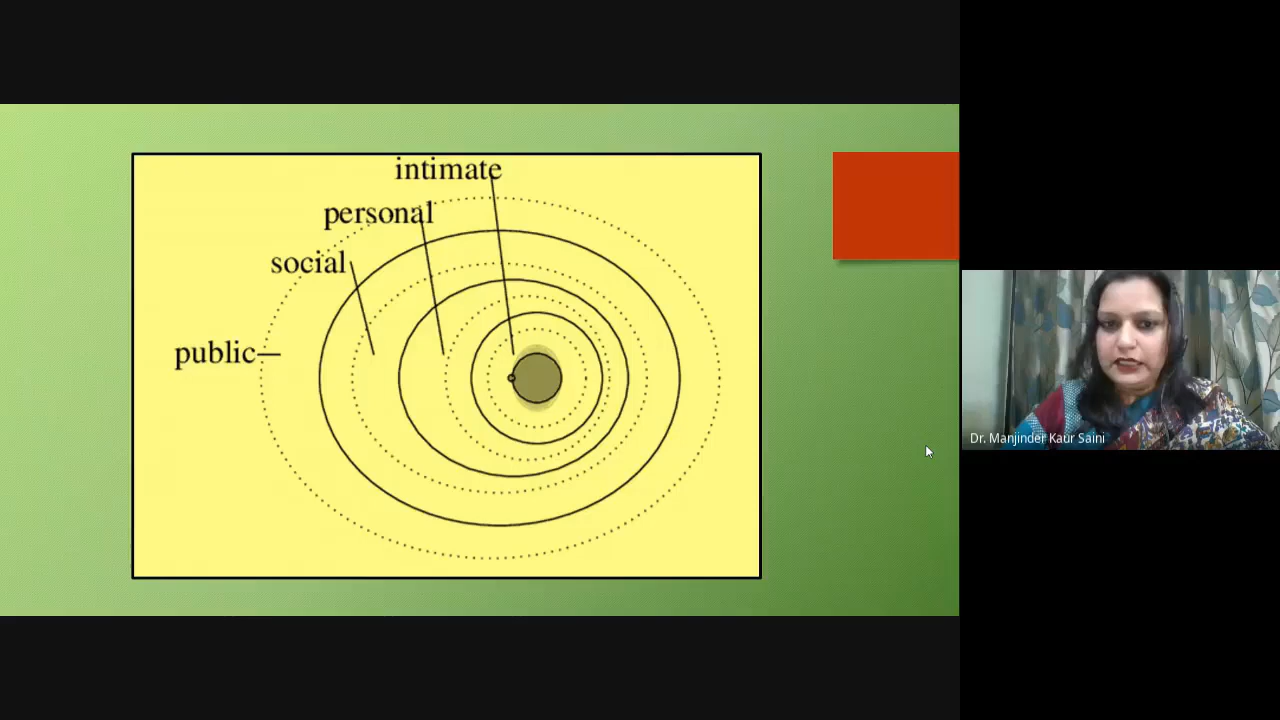 intimate
personal
social
public
Dr. Manjinder Kaur Saini